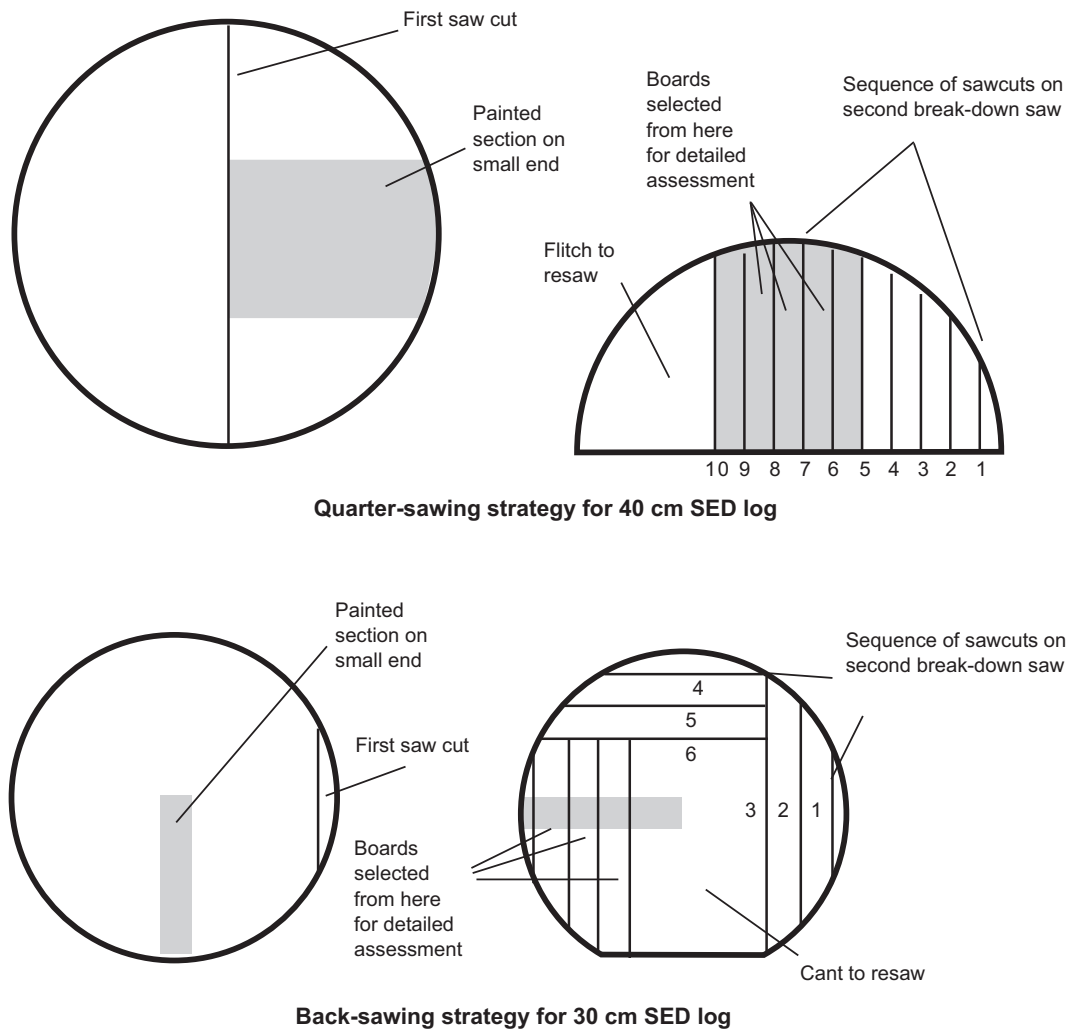 First saw cut
Painted
section on
small end
Boards
selected
from here
for detailed
assessment
Sequence of sawcuts on
second break-down saw
Flitch to
resaw
10 9 8 7 6 5 4 3 2 1
Quarter-sawing strategy for 40 cm SED log
Painted
section on
small end
First saw cut
Boards
selected
from here
for detailed
assessment
Sequence of sawcuts on
second break-down saw
4
5
6
3 2 1
Cant to resaw
Back-sawing strategy for 30 cm SED log